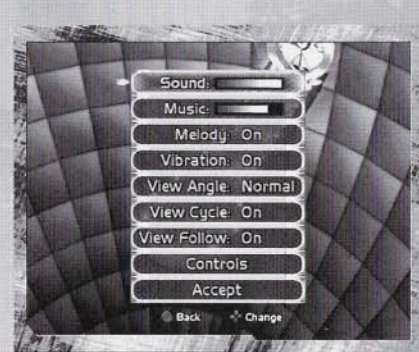 Sound:
Music:
Melody: On
Vibration: On
View Angle: Normal
View Cycle: On
View Follow: On
Controls
Accept
Back Change